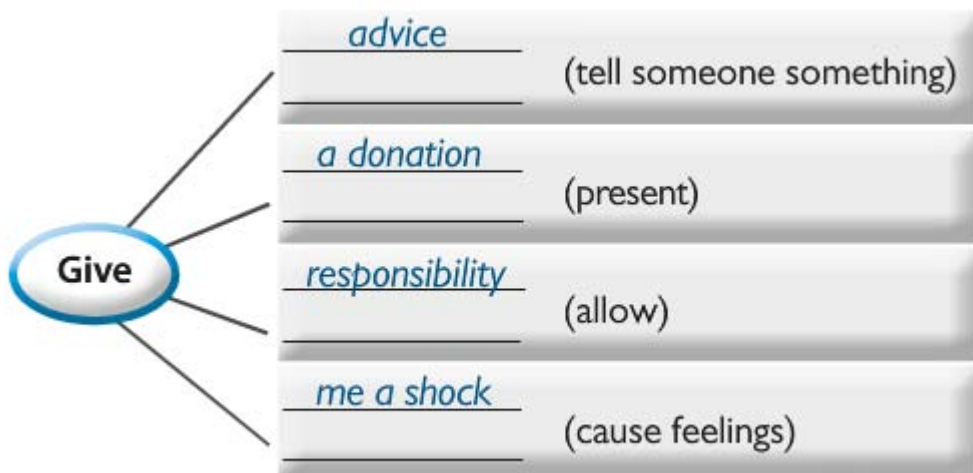 advice
(tell someone something)
a donation
(present)
Give
responsibility
(allow)
me a shock
(cause feelings)